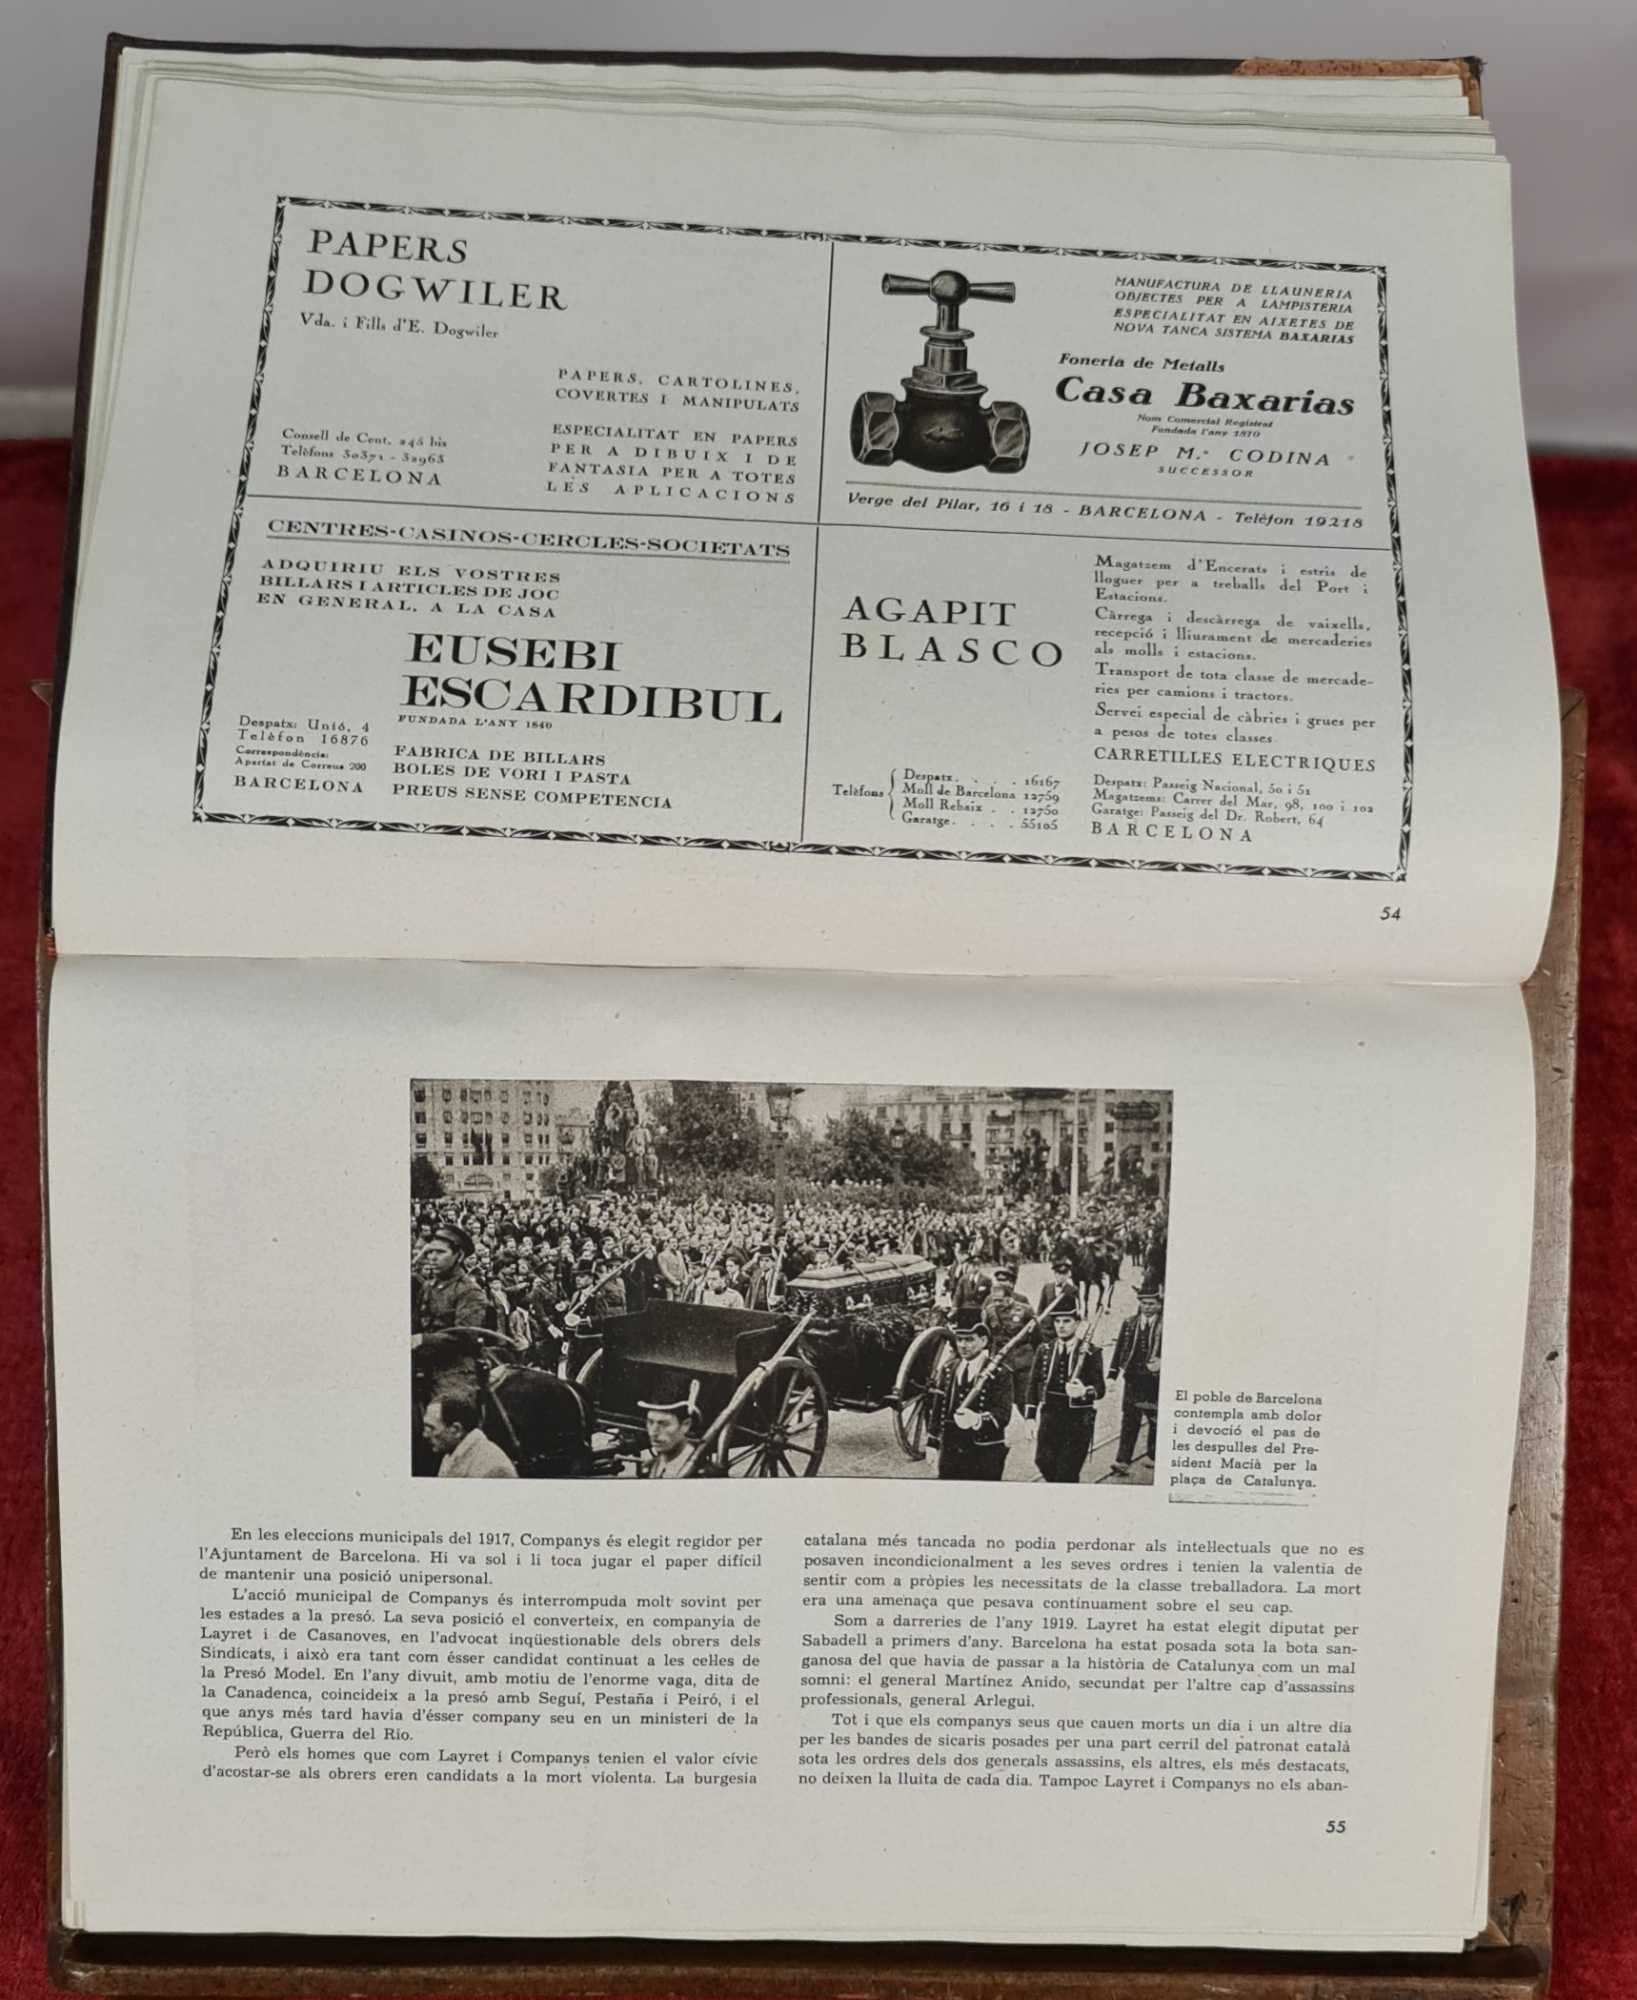 PAPERS
DOGWILER
Vda. i Fills d'E. Dogwiler
PAPERS, CARTOLINES,
COVERTES I MANIPULATS
ESPECIALITAT EN PAPERS
PER A DIBUIX I DE
FANTASIA PER A TOTES
LES APLICACIONS
Consell de Cent, 245 bis
Telèfons 30371 - 32963
BARCELONA
MANUFACTURA DE LLAUNERIA
OBJECTES PER A LAMPISTERIA
ESPECIALITAT EN AIXETES DE
NOVA TANCA SISTEMA BAXARIAS
Foneria de Metalls
Casa Baxarias
Nom Comercial Registrat
Fundada l'any 1870
JOSEP M.ª CODINA
SUCCESSOR
Verge del Pilar, 16 i 18 - BARCELONA - Telèfon 19218
CENTRES-CASINOS-CERCLES-SOCIETATS
ADQUIRIU ELS VOSTRES
BILLARS I ARTICLES DE JOC
EN GENERAL, A LA CASA
EUSEBI
ESCARDIBUL
FUNDADA L'ANY 1840
Despatx: Unió, 4
Telèfon 16876
Correspondència:
Apartat de Correus 200
BARCELONA
FABRICA DE BILLARS
BOLES DE VORI I PASTA
PREUS SENSE COMPETENCIA
AGAPIT
BLASCO
Magatzem d'Encerats i estris de
lloguer per a treballs del Port i
Estacions.
Càrrega i descàrrega de vaixells,
recepció i lliurament de mercaderies
als molls i estacions.
Transport de tota classe de mercade-
ries per camions i tractors.
Servei especial de càbries i grues per
a pesos de totes classes.
CARRETILLES ELECTRIQUES
Telèfons
Despatx. . . . 16167
Moll de Barcelona 12759
Moll Rebaix . . 12750
Garatge. . . . 55105
Despatx: Passeig Nacional, 50 i 51
Magatzems: Carrer del Mar, 98, 100 i 102
Garatge: Passeig del Dr. Robert, 64
BARCELONA
54
El poble de Barcelona
contempla amb dolor
i devoció el pas de
les despulles del Pre-
sident Macià per la
plaça de Catalunya.
En les eleccions municipals del 1917, Companys és elegit regidor per
l'Ajuntament de Barcelona. Hi va sol i li toca jugar el paper difícil
de mantenir una posició unipersonal.
L'acció municipal de Companys és interrompuda molt sovint per
les estades a la presó. La seva posició el converteix, en companyia de
Layret i de Casanoves, en l'advocat inqüestionable dels obrers dels
Sindicats, i això era tant com ésser candidat continuat a les cel·les de
la Presó Model. En l'any divuit, amb motiu de l'enorme vaga, dita de
la Canadenca, coincideix a la presó amb Seguí, Pestaña i Peiró, i el
que anys més tard havia d'ésser company seu en un ministeri de la
República, Guerra del Río.
Però els homes que com Layret i Companys tenien el valor cívic
d'acostar-se als obrers eren candidats a la mort violenta. La burgesia
catalana més tancada no podia perdonar als intel·lectuals que no es
posaven incondicionalment a les seves ordres i tenien la valentia de
sentir com a pròpies les necessitats de la classe treballadora. La mort
era una amenaça que pesava contínuament sobre el seu cap.
Som a darreries de l'any 1919. Layret ha estat elegit diputat per
Sabadell a primers d'any. Barcelona ha estat posada sota la bota san-
ganosa del que havia de passar a la història de Catalunya com un mal
somni: el general Martínez Anido, secundat per l'altre cap d'assassins
professionals, general Arlegui.
Tot i que els companys seus que cauen morts un dia i un altre dia
per les bandes de sicaris posades per una part cerril del patronat català
sota les ordres dels dos generals assassins, els altres, els més destacats,
no deixen la lluita de cada dia. Tampoc Layret i Companys no els aban-
55